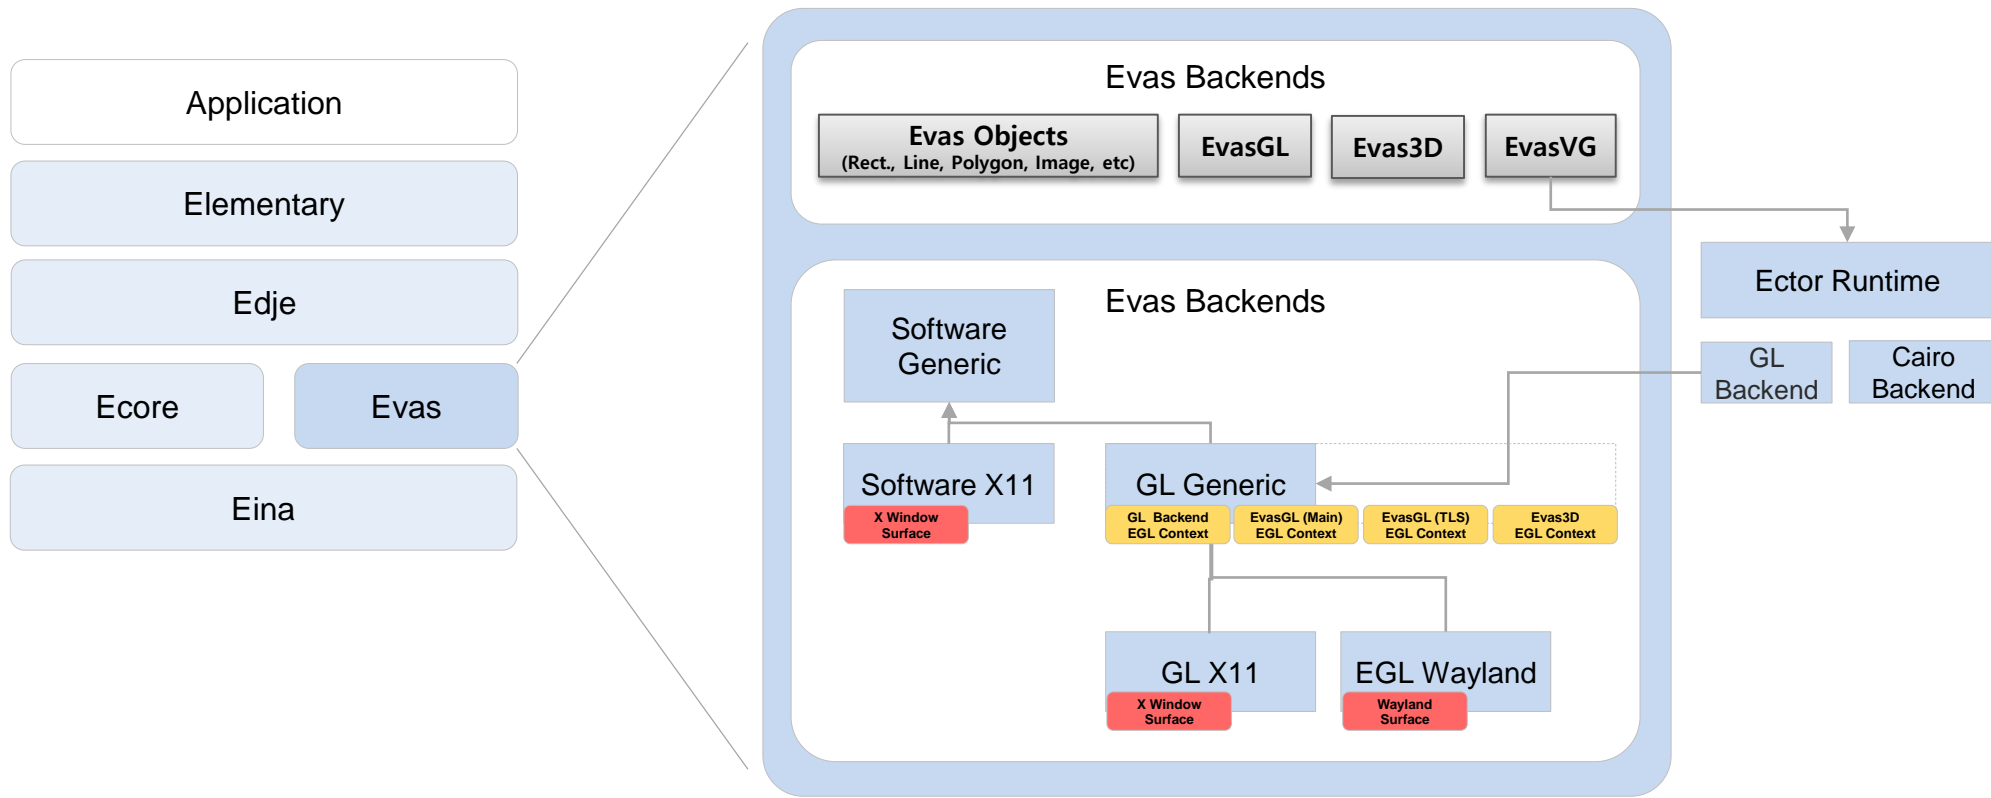 Application
Elementary
Edje
Ecore
Evas
Eina
Evas Backends
Evas Objects
(Rect., Line, Polygon, Image, etc)
EvasGL
Evas3D
EvasVG
Ector Runtime
GL
Backend
Cairo
Backend
Evas Backends
Software
Generic
Software X11
X Window
Surface
GL Generic
GL Backend
EGL Context
EvasGL (Main)
EGL Context
EvasGL (TLS)
EGL Context
Evas3D
EGL Context
GL X11
X Window
Surface
EGL Wayland
Wayland
Surface